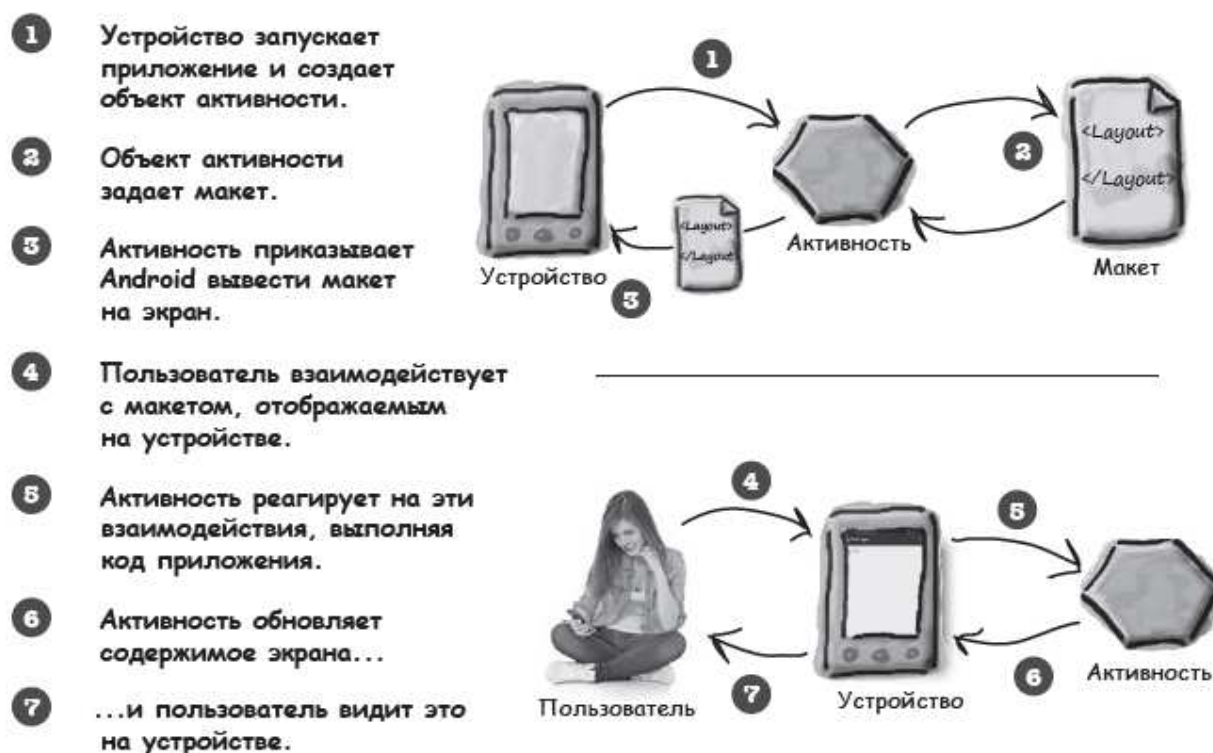 1 Устройство запускает
приложение и создает
объект активности.
2 Объект активности
задает макет.
3 Активность приказывает
Android вывести макет
на экран.
4 Пользователь взаимодействует
с макетом, отображаемым
на устройстве.
5 Активность реагирует на эти
взаимодействия, выполняя
код приложения.
6 Активность обновляет
содержимое экрана...
7 ...и пользователь видит это
на устройстве.
1
2
<Layout>
</Layout>
<Layout>
</Layout>
Устройство
3
Активность
Макет
4
5
6
7
Пользователь
Устройство
Активность